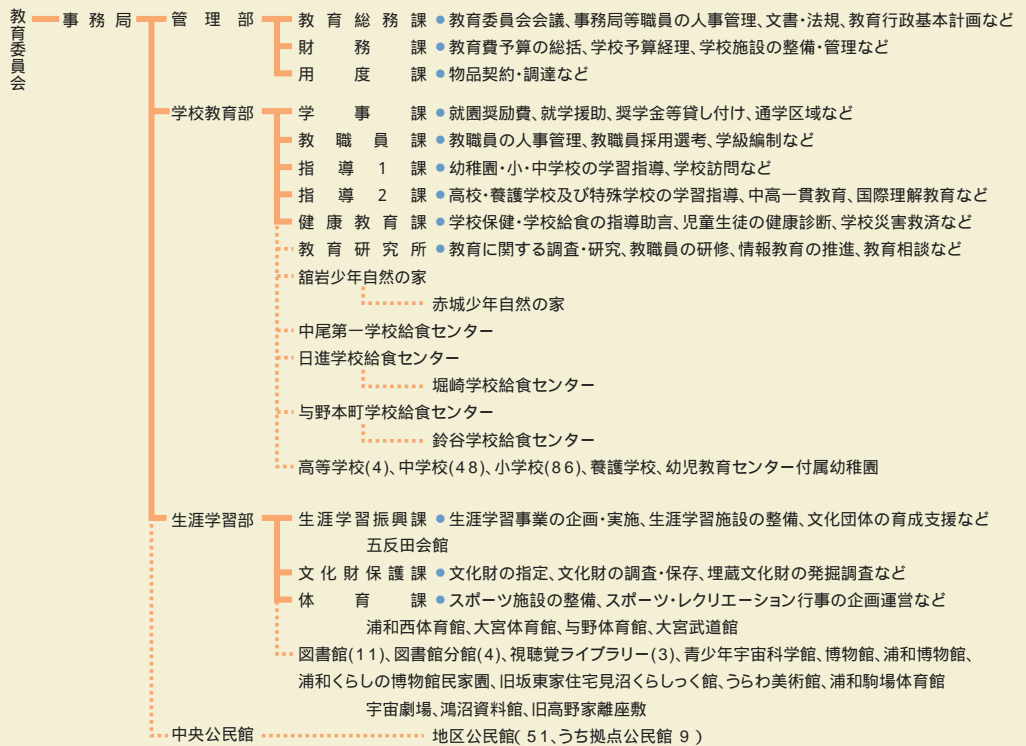 教育委員会
事務局
管理部
教育総務課 ●教育委員会会議、事務局等職員の人事管理、文書・法規、教育行政基本計画など
財務課 ●教育費予算の総括、学校予算経理、学校施設の整備・管理など
用度課 ●物品契約・調達など
学校教育部
学事課 ●就園奨励費、就学援助、奨学金等貸し付け、通学区域など
教職員課 ●教職員の人事管理、教職員採用選考、学級編制など
指導1課 ●幼稚園・小・中学校の学習指導、学校訪問など
指導2課 ●高校・養護学校及び特殊学校の学習指導、中高一貫教育、国際理解教育など
健康教育課 ●学校保健・学校給食の指導助言、児童生徒の健康診断、学校災害救済など
教育研究所 ●教育に関する調査・研究、教職員の研修、情報教育の推進、教育相談など
舘岩少年自然の家
赤城少年自然の家
中尾第一学校給食センター
日進学校給食センター
堀崎学校給食センター
与野本町学校給食センター
鈴谷学校給食センター
高等学校(4)、中学校(48)、小学校(86)、養護学校、幼児教育センター付属幼稚園
生涯学習部
生涯学習振興課 ●生涯学習事業の企画・実施、生涯学習施設の整備、文化団体の育成支援など
五反田会館
文化財保護課 ●文化財の指定、文化財の調査・保存、埋蔵文化財の発掘調査など
体育課 ●スポーツ施設の整備、スポーツ・レクリエーション行事の企画運営など
浦和西体育館、大宮体育館、与野体育館、大宮武道館
図書館(11)、図書館分館(4)、視聴覚ライブラリー(3)、青少年宇宙科学館、博物館、浦和博物館、
浦和くらしの博物館民家園、旧坂東家住宅見沼くらしっく館、うらわ美術館、浦和駒場体育館
宇宙劇場、鴻沼資料館、旧高野家離座敷
中央公民館
地区公民館(51、うち拠点公民館 9)